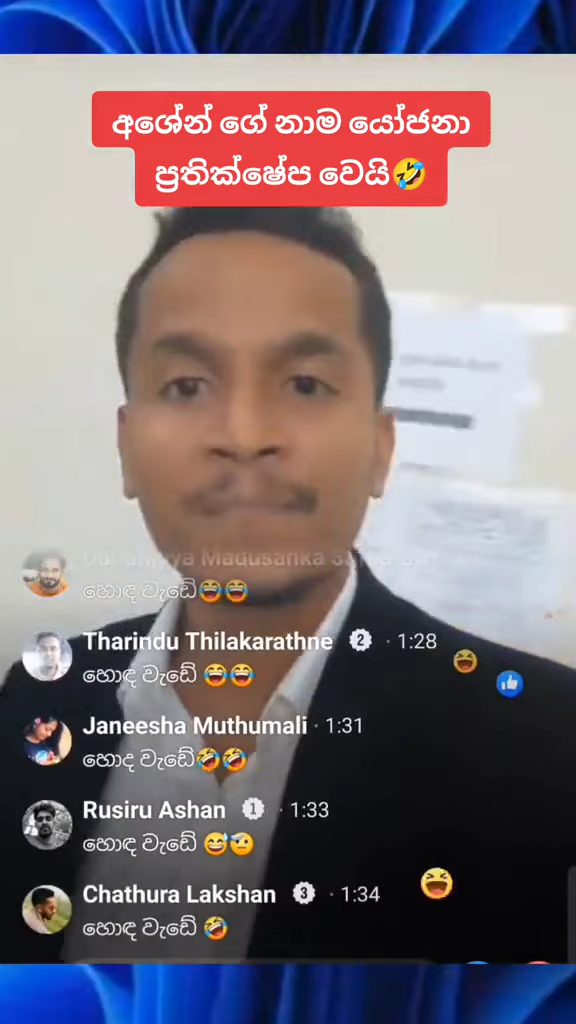 අශේන් ගේ නාම යෝජනා
ප්‍රතික්ෂේප වෙයි🤣
Madusanka
හොඳ වැඩේ😄😄
Tharindu Thilakarathne 2 · 1:28
හොඳ වැඩේ 😂😂
Janeesha Muthumali · 1:31
හොද වැඩේ🤣🤣
Rusiru Ashan 1 · 1:33
හොඳ වැඩේ 😅🫡
Chathura Lakshan 3 · 1:34
හොඳ වැඩේ 🤣